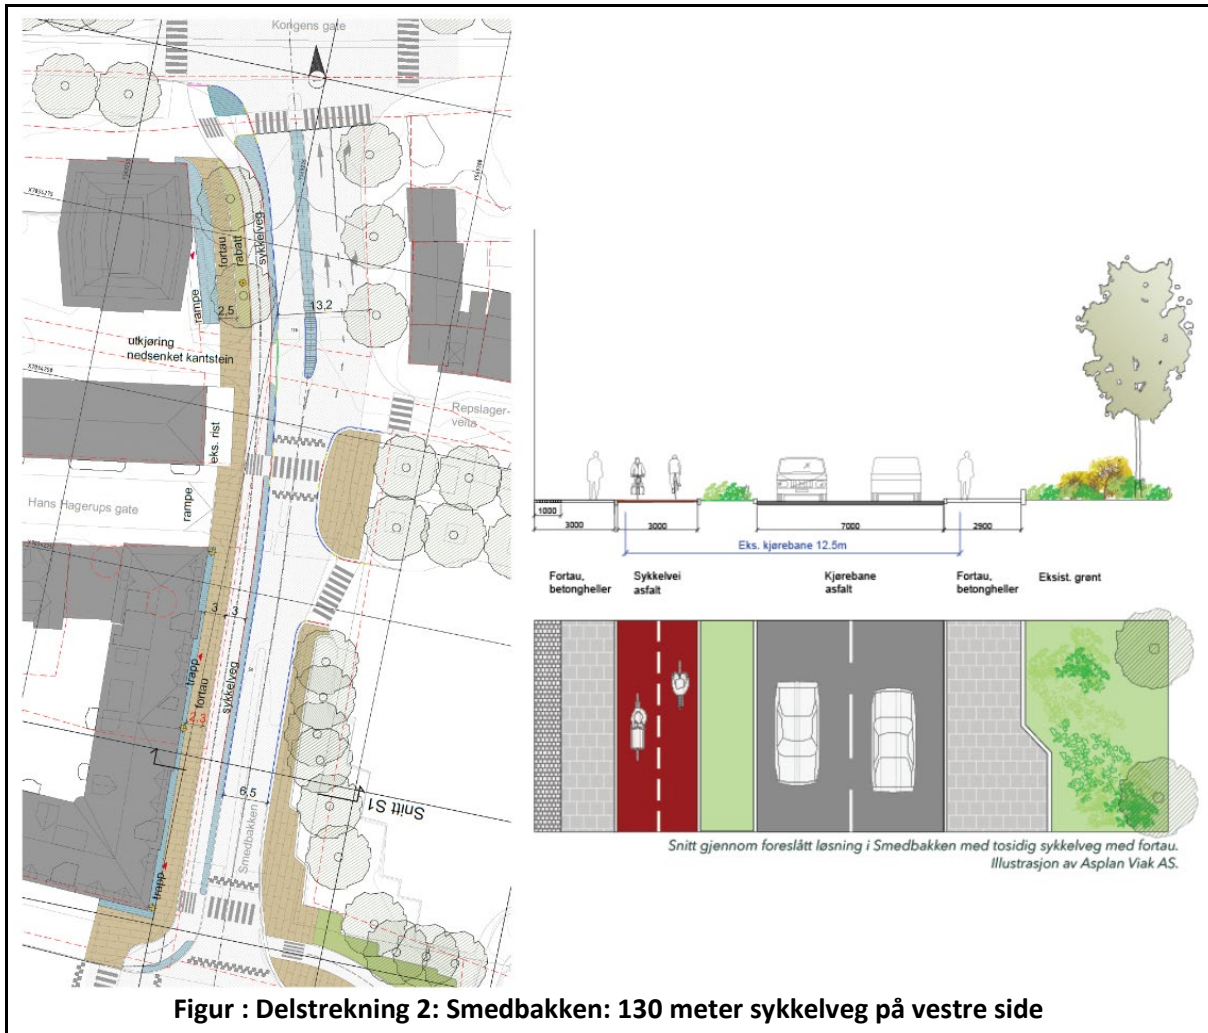 Kongens gate
X7034275
fortau
rabatt
sykkelveg
rampe
2,5
13,2
utkjøring
nedsenket kantstein
eks. rist
Repslager-
veita
Hans Hagerups gate
rampe
3
3
trapp
fortau
2,3
sykkelveg
6,5
Smedbakken
Snitt S1
trapp
1000
3000
3000
7000
2900
Eks. kjørebane 12.5m
Fortau,
betongheller
Sykkelvei
asfalt
Kjørebane
asfalt
Fortau,
betongheller
Eksist. grønt
Snitt gjennom foreslått løsning i Smedbakken med tosidig sykkelveg med fortau.
Illustrasjon av Asplan Viak AS.
Figur : Delstrekning 2: Smedbakken: 130 meter sykkelveg på vestre side